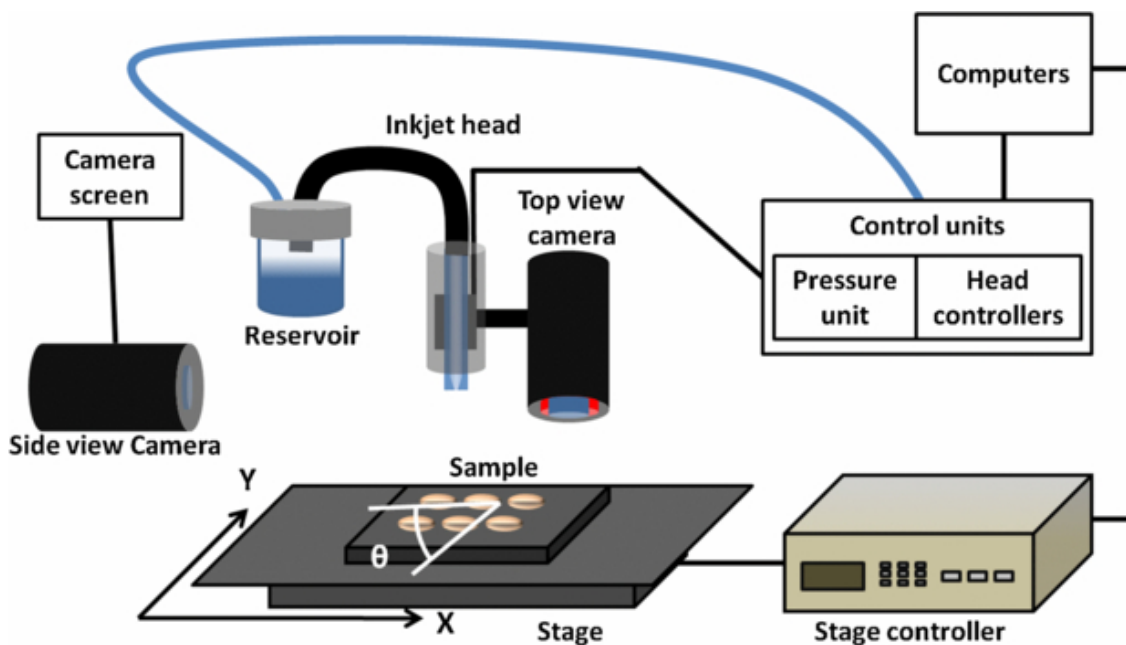 Computers
Inkjet head
Camera
screen
Top view
camera
Control units
Pressure
unit
Head
controllers
Reservoir
Side view Camera
Sample
Y
θ
X
Stage
Stage controller